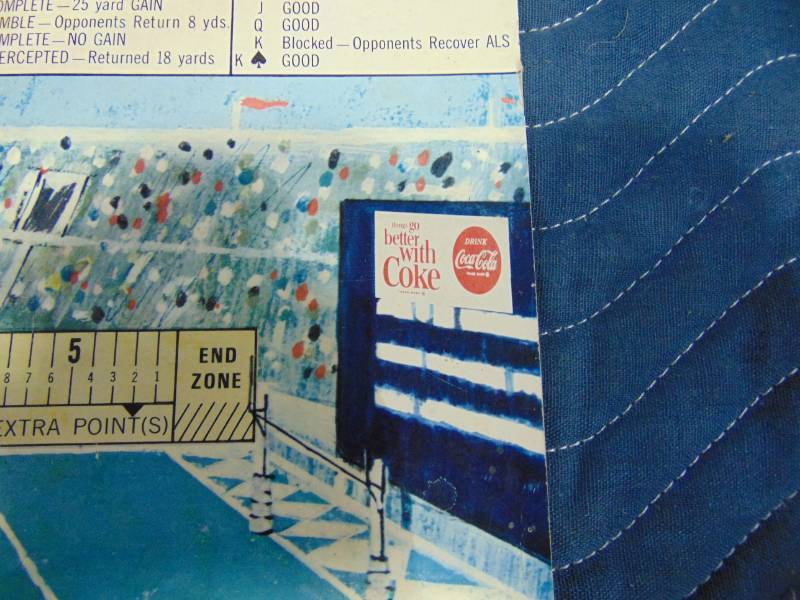 OMPLETE—25 yard GAIN
MBLE—Opponents Return 8 yds.
MPLETE—NO GAIN
ERCEPTED—Returned 18 yards
J GOOD
Q GOOD
K Blocked—Opponents Recover ALS
K♠ GOOD
things go
better
with
Coke
DRINK
Coca-Cola
5
8 7 6 4 3 2 1
END
ZONE
EXTRA POINT(S)